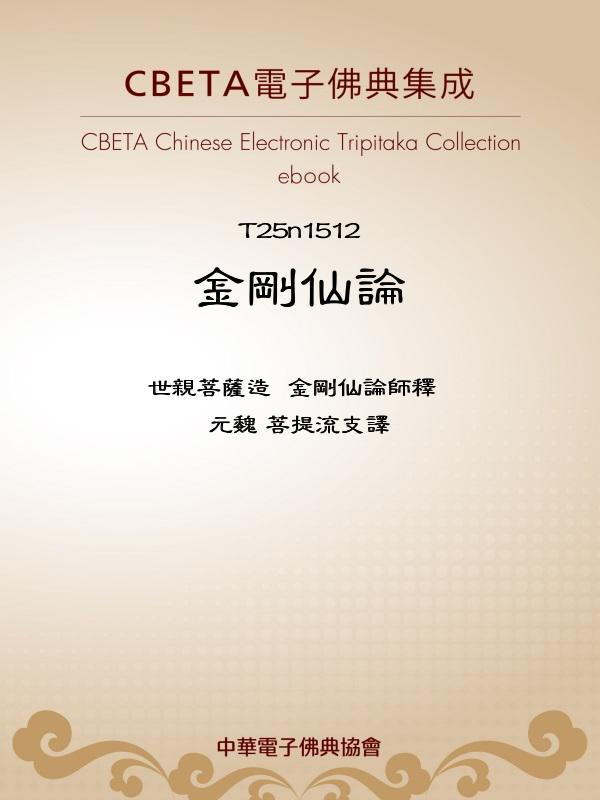 CBETA電子佛典集成
CBETA Chinese Electronic Tripitaka Collection
ebook
T25n1512
金剛仙論
世親菩薩造 金剛仙論師釋
元魏 菩提流支譯
中華電子佛典協會